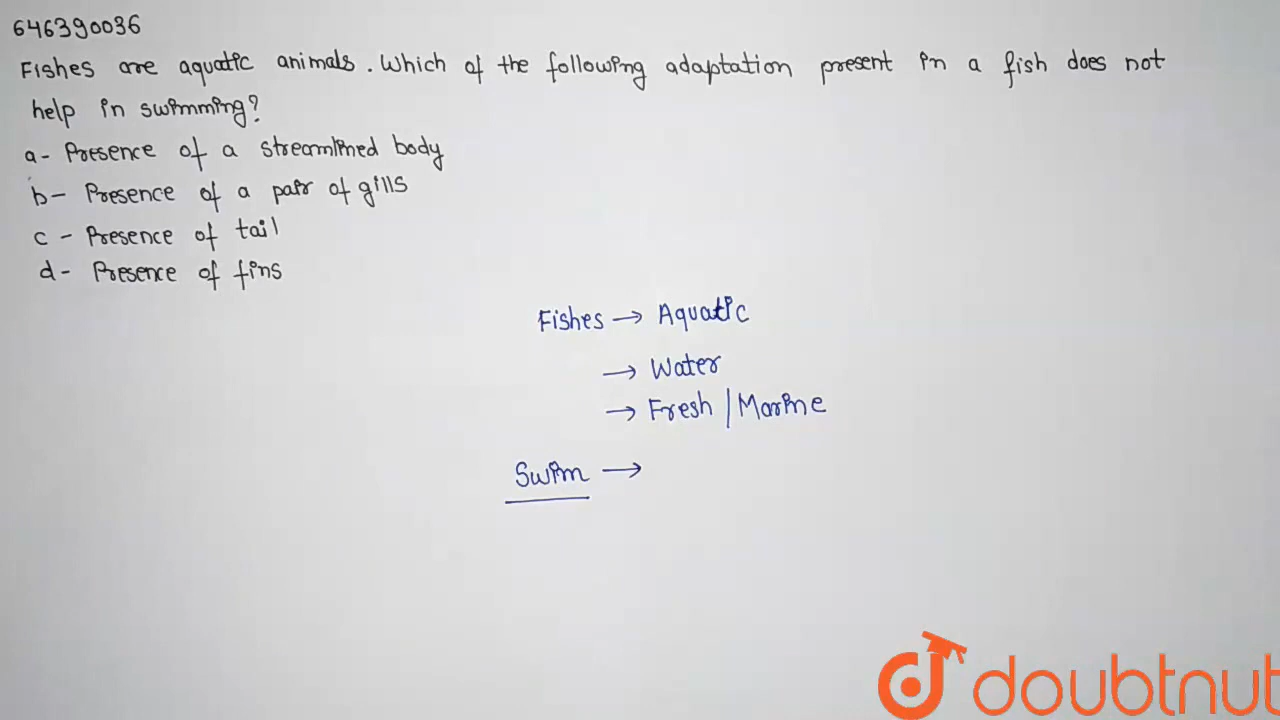 646390036
Fishes are aquatic animals. Which of the following adaptation present in a fish does not
help in swimming?
a- Presence of a streamlined body
b- Presence of a pair of gills
c - Presence of tail
d- Presence of fins
Fishes → Aquatic
→ Water
→ Fresh | Marine
Swim →
doubtnut